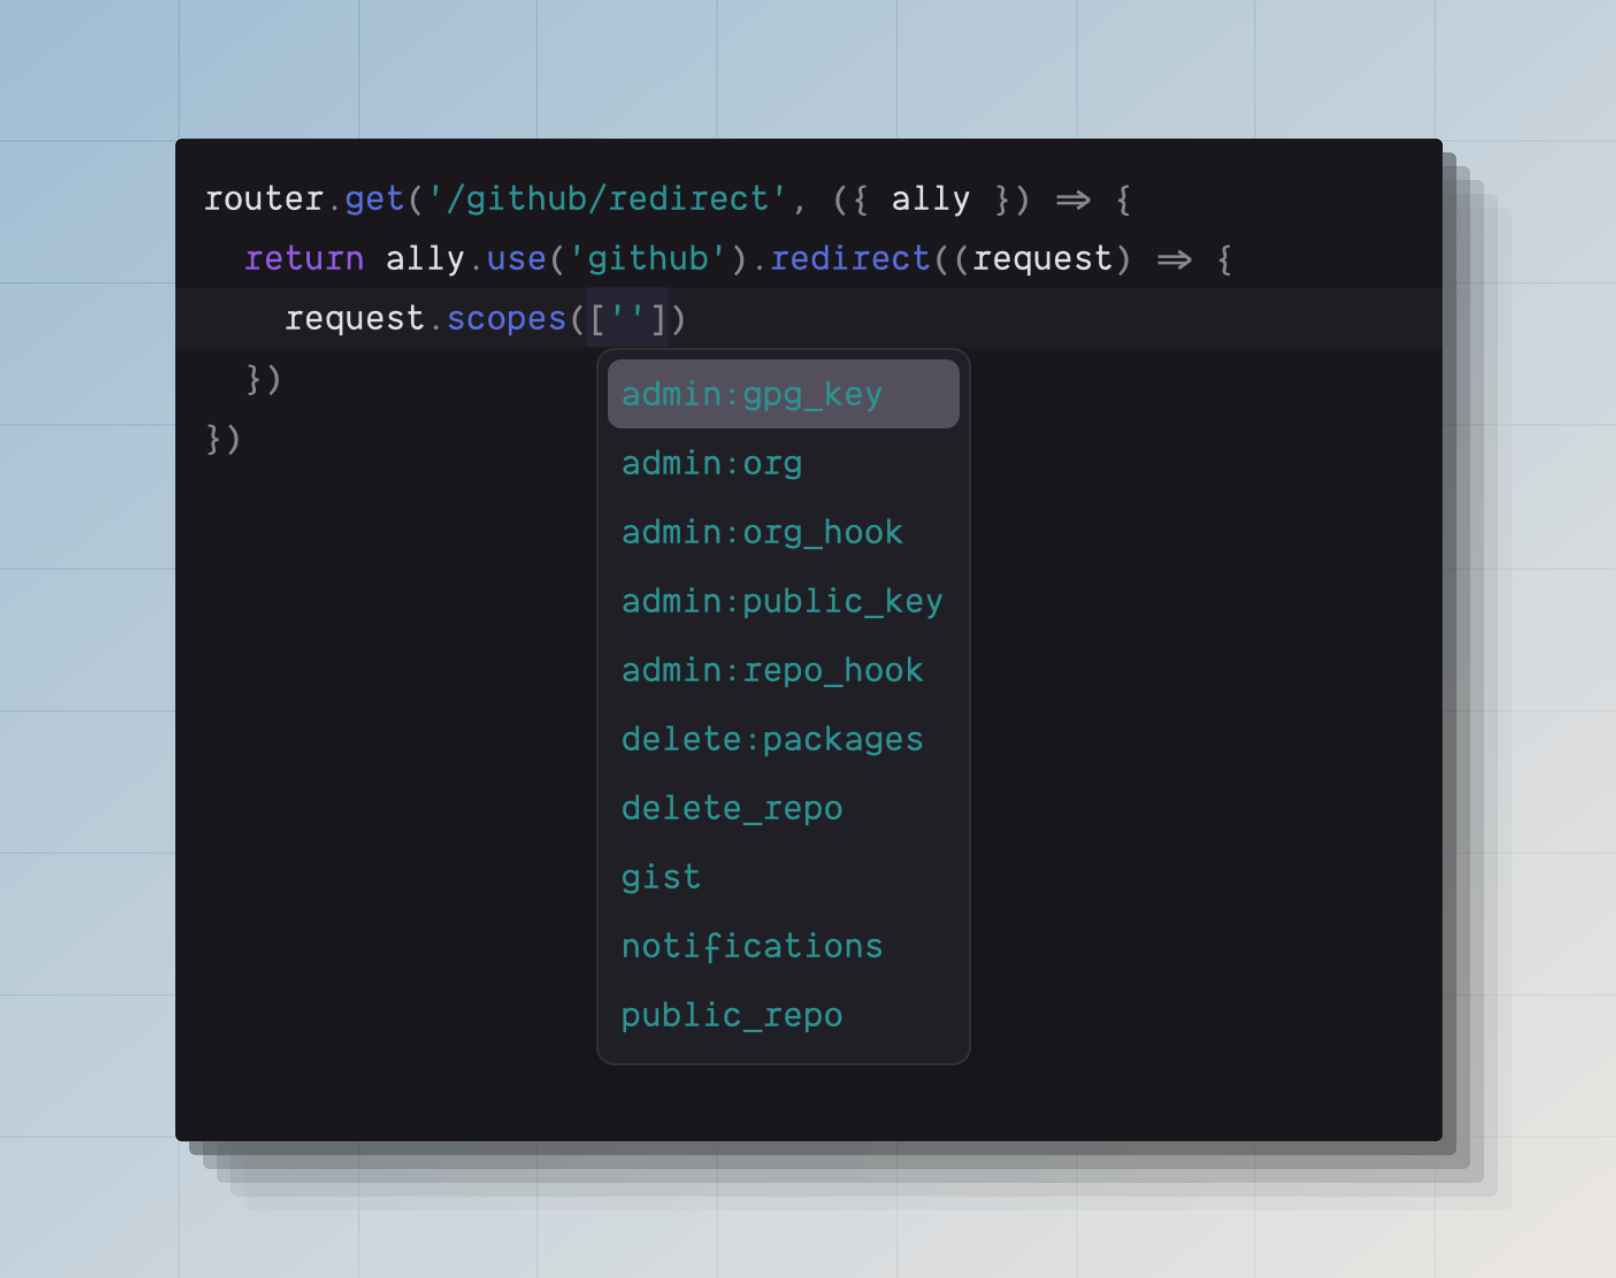 router.get('/github/redirect', ({ ally }) => {
  return ally.use('github').redirect((request) => {
    request.scopes([''])
  })
})
admin:gpg_key
admin:org
admin:org_hook
admin:public_key
admin:repo_hook
delete:packages
delete_repo
gist
notifications
public_repo